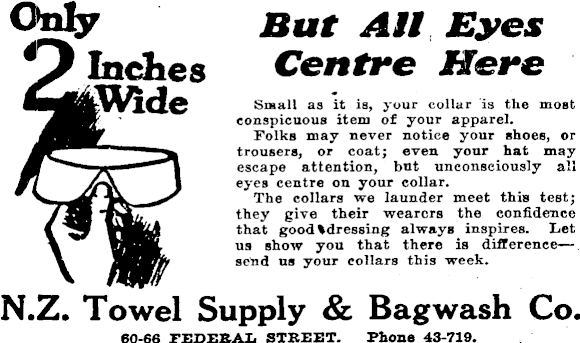 Only
2 Inches
Wide
But All Eyes
Centre Here
Small as it is, your collar is the most
conspicuous item of your apparel.
Folks may never notice your shoes, or
trousers, or coat; even your hat may
escape attention, but unconsciously all
eyes centre on your collar.
The collars we launder meet this test;
they give their wearers the confidence
that good dressing always inspires. Let
us show you that there is difference—
send us your collars this week.
N.Z. Towel Supply & Bagwash Co.
60-66 FEDERAL STREET. Phone 43-719.